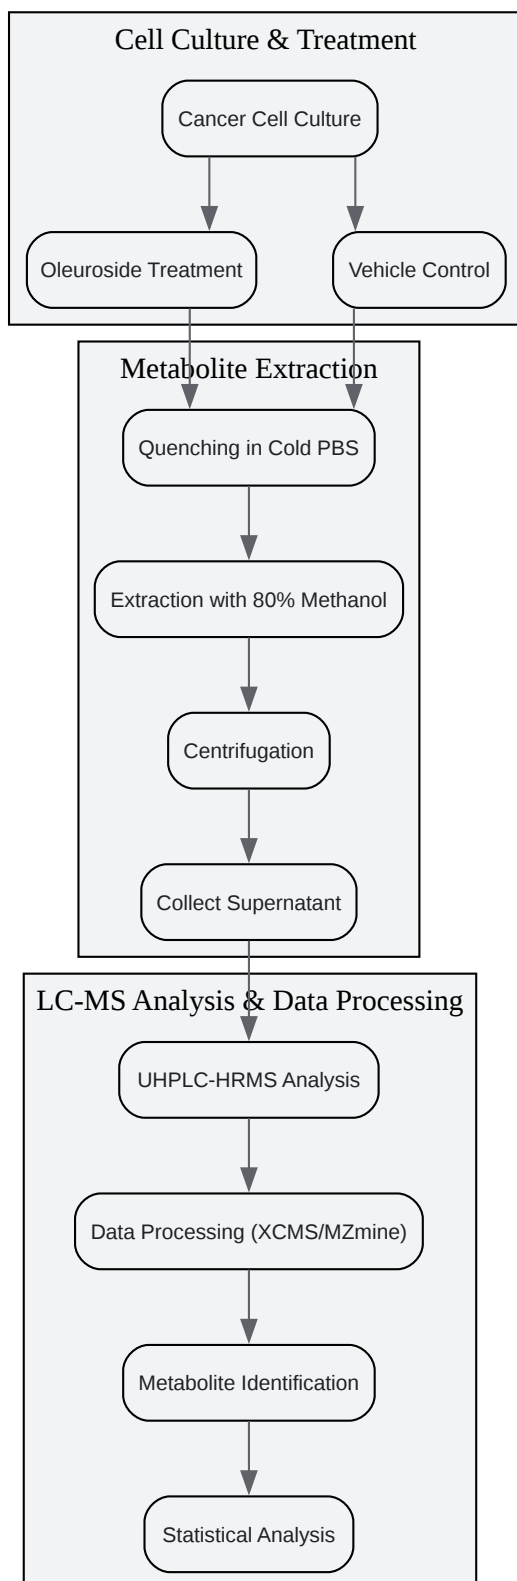 Cell Culture & Treatment
Cancer Cell Culture
Oleuroside Treatment
Vehicle Control
Metabolite Extraction
Quenching in Cold PBS
Extraction with 80% Methanol
Centrifugation
Collect Supernatant
LC-MS Analysis & Data Processing
UHPLC-HRMS Analysis
Data Processing (XCMS/MZmine)
Metabolite Identification
Statistical Analysis